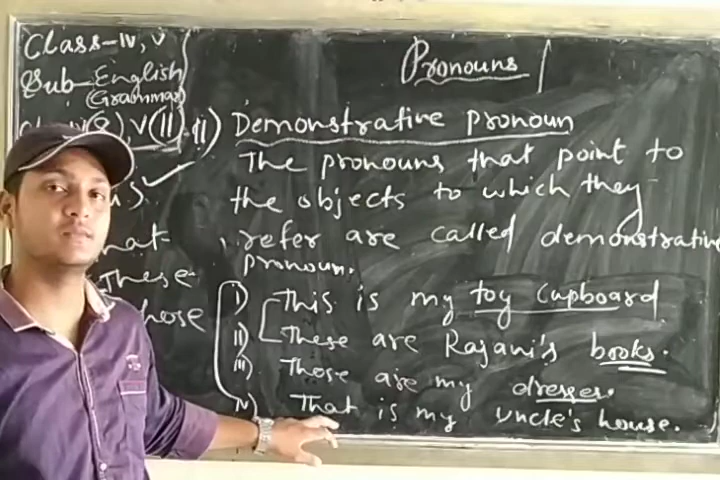 Class-IV, V
Sub-English
(Grammar)
Pronouns
V(II)
II) Demonstrative pronoun
The pronouns that point to
the objects to which they
refer are called demonstrative
pronoun.
These
i) This is my toy cupboard
ii) These are Rajani's books.
iii) Those are my dresses.
iv) That is my uncle's house.